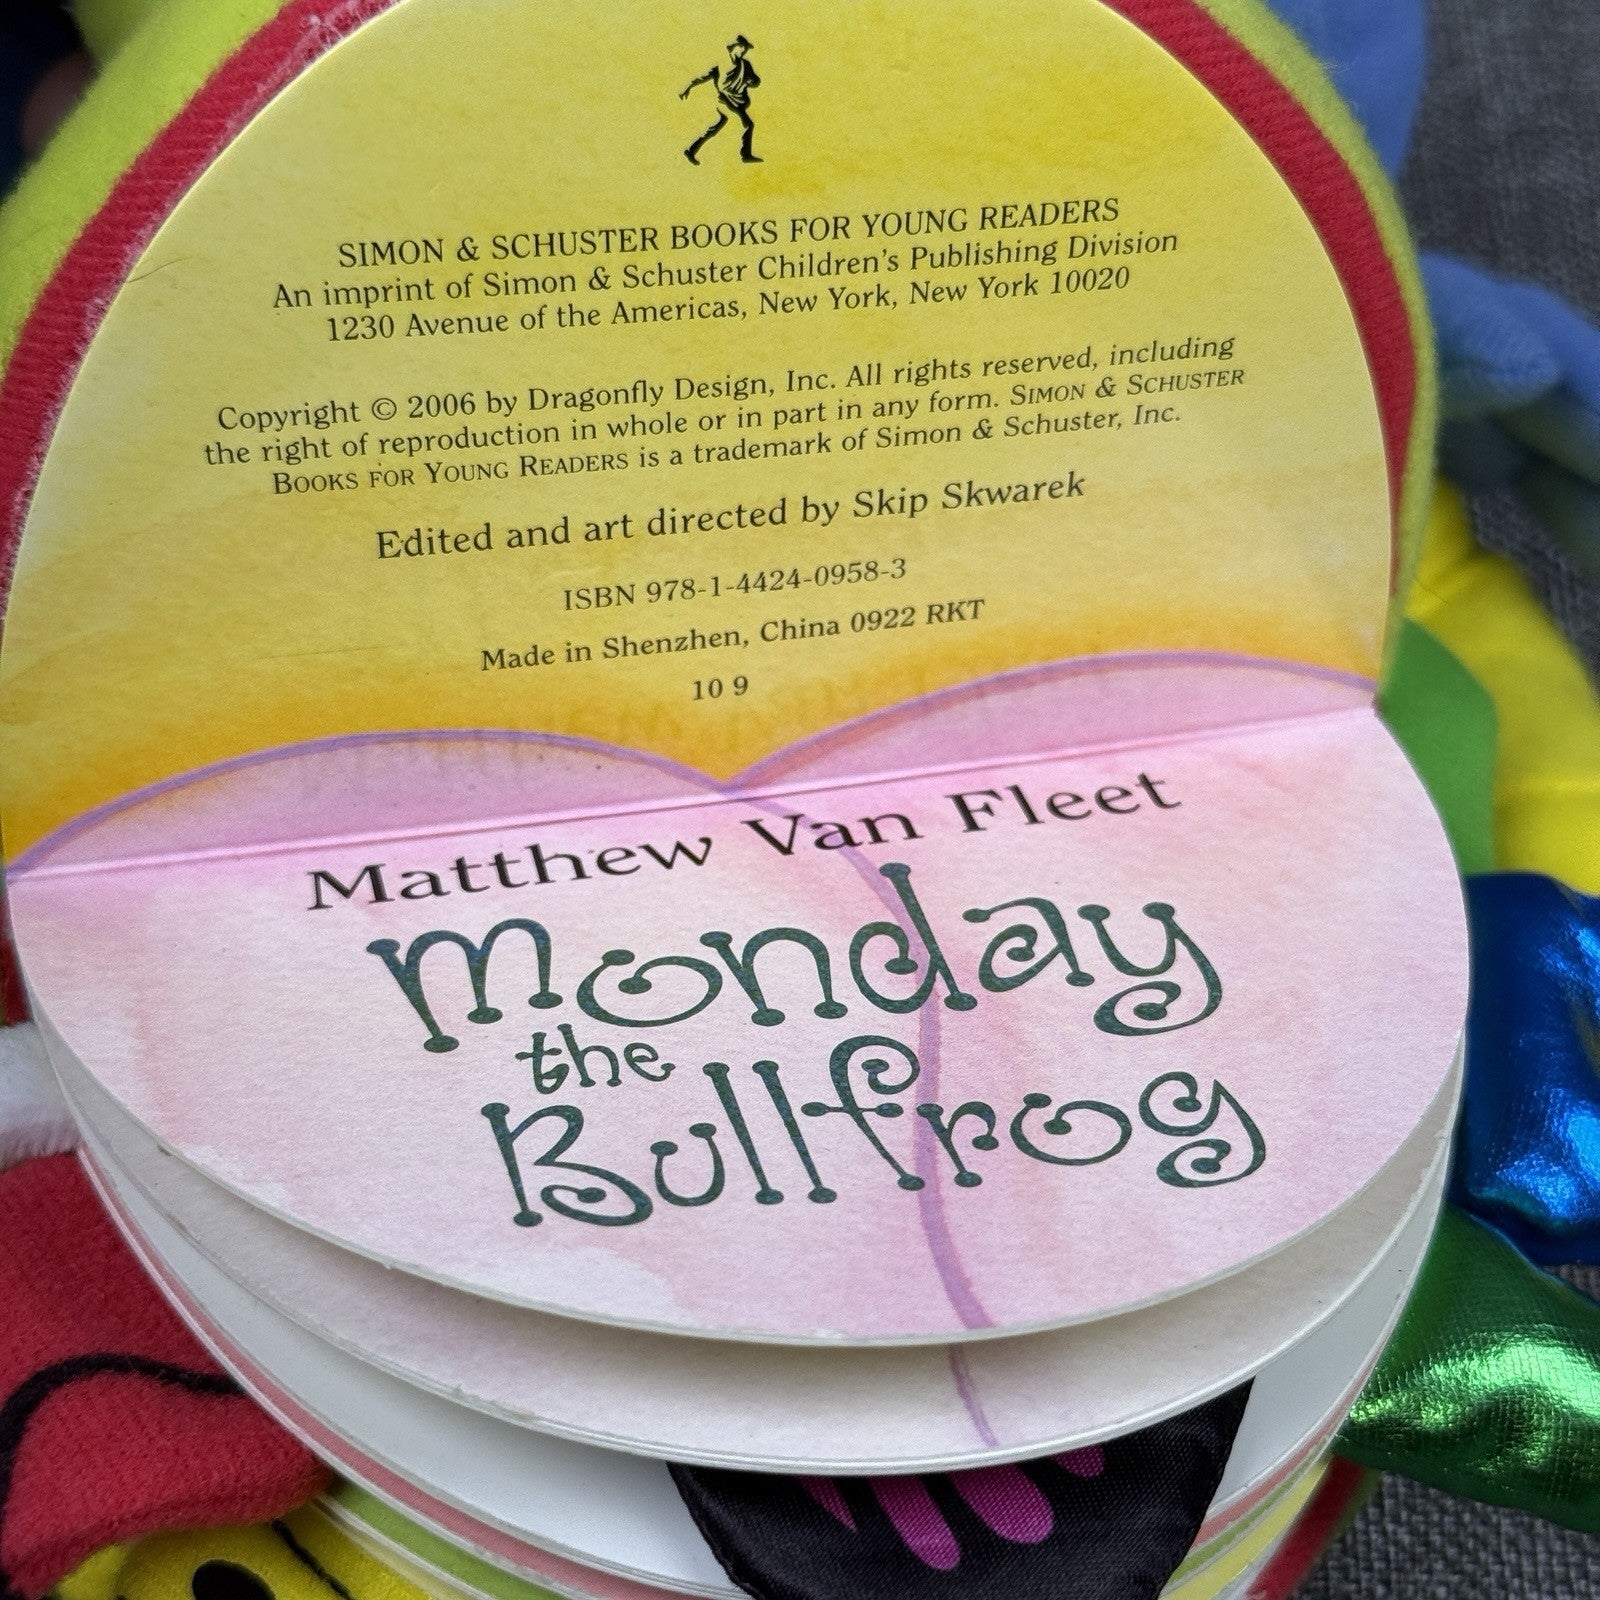 SIMON & SCHUSTER BOOKS FOR YOUNG READERS
An imprint of Simon & Schuster Children's Publishing Division
1230 Avenue of the Americas, New York, New York 10020
Copyright © 2006 by Dragonfly Design, Inc. All rights reserved, including
the right of reproduction in whole or in part in any form. SIMON & SCHUSTER
BOOKS FOR YOUNG READERS is a trademark of Simon & Schuster, Inc.
Edited and art directed by Skip Skwarek
ISBN 978-1-4424-0958-3
Made in Shenzhen, China 0922 RKT
10 9
Matthew Van Fleet
Monday
the
Bullfrog